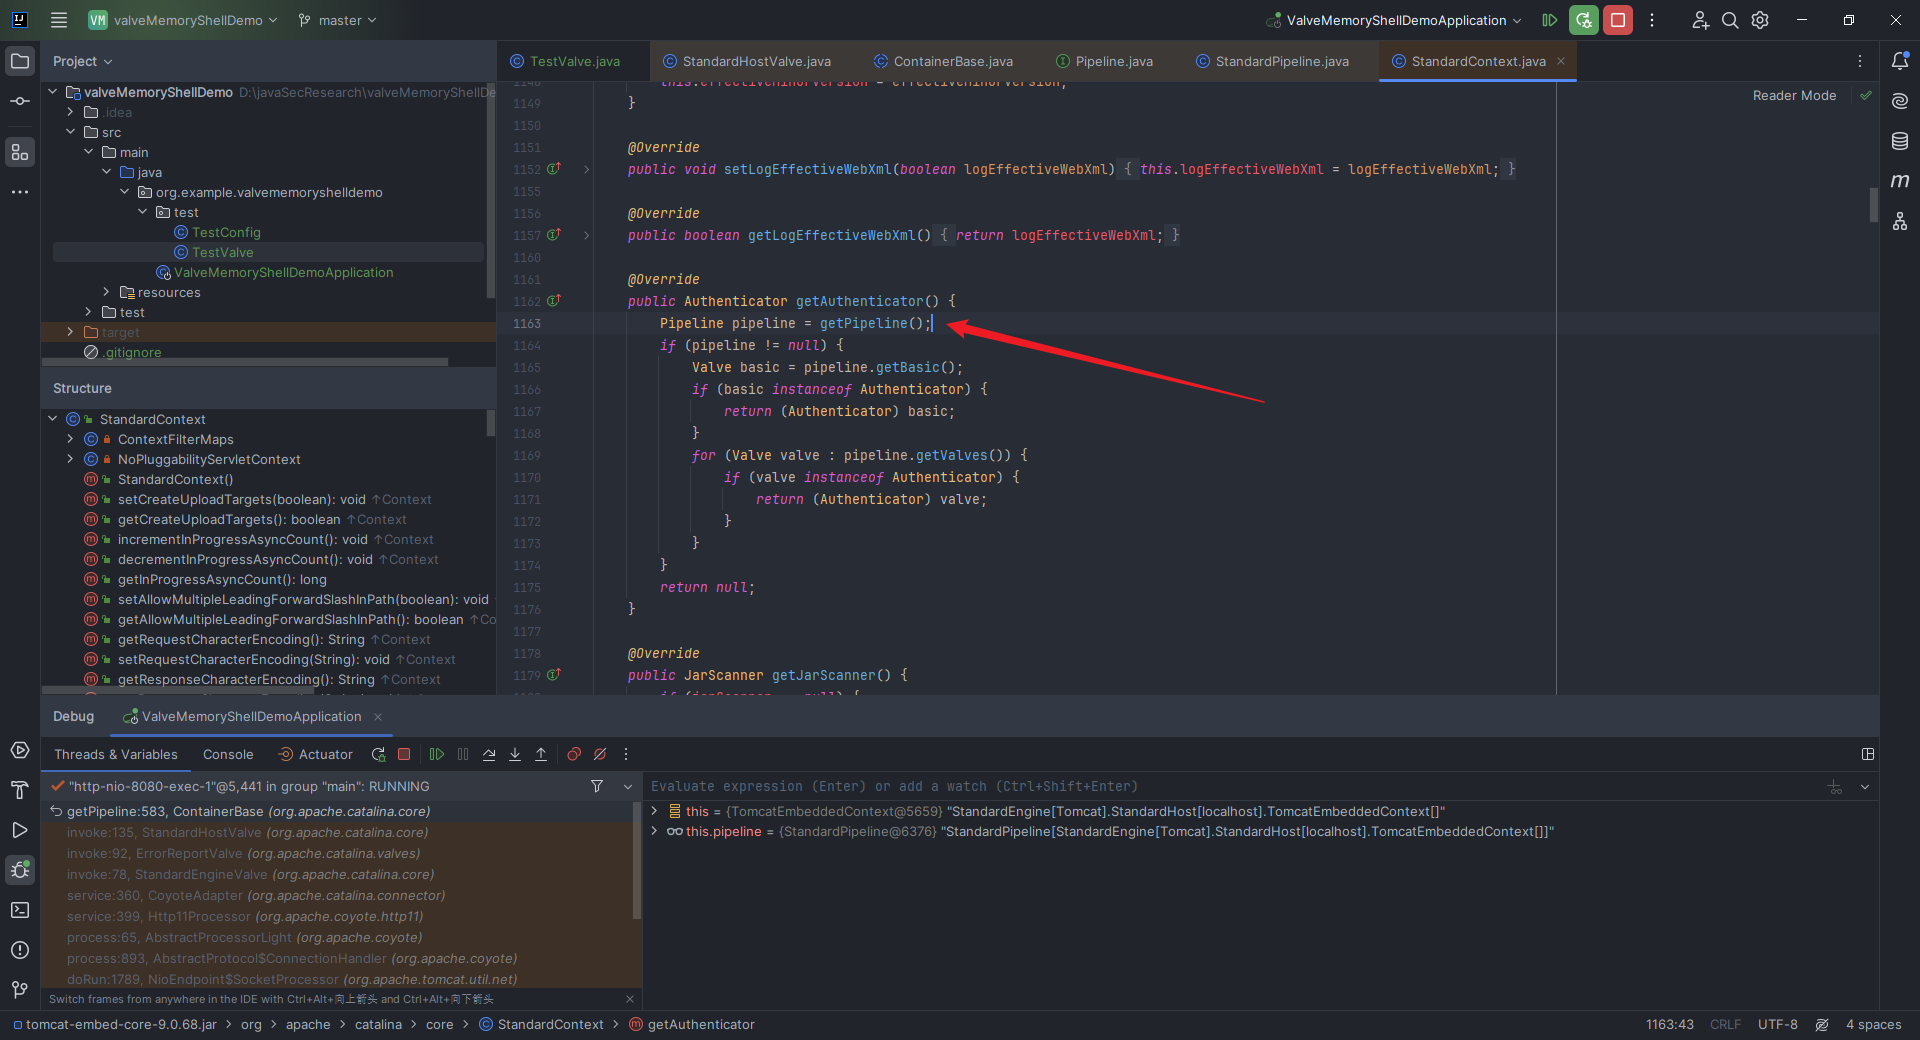 VM valveMemoryShellDemo master ValveMemoryShellDemoApplication
Project
TestValve.java StandardHostValve.java ContainerBase.java Pipeline.java StandardPipeline.java StandardContext.java
valveMemoryShellDemo D:\javaSecResearch\valveMemoryShellDe
.idea
src
main
java
org.example.valvememoryshelldemo
test
TestConfig
TestValve
ValveMemoryShellDemoApplication
resources
test
target
.gitignore
Reader Mode
1149 }
1150
1151 @Override
1152 public void setLogEffectiveWebXml(boolean logEffectiveWebXml) { this.logEffectiveWebXml = logEffectiveWebXml; }
1155
1156 @Override
1157 public boolean getLogEffectiveWebXml() { return logEffectiveWebXml; }
1160
1161 @Override
1162 public Authenticator getAuthenticator() {
1163 Pipeline pipeline = getPipeline();
1164 if (pipeline != null) {
1165 Valve basic = pipeline.getBasic();
1166 if (basic instanceof Authenticator) {
1167 return (Authenticator) basic;
1168 }
1169 for (Valve valve : pipeline.getValves()) {
1170 if (valve instanceof Authenticator) {
1171 return (Authenticator) valve;
1172 }
1173 }
1174 }
1175 return null;
1176 }
1177
1178 @Override
1179 public JarScanner getJarScanner() {
Structure
StandardContext
ContextFilterMaps
NoPluggabilityServletContext
StandardContext()
setCreateUploadTargets(boolean): void ↑Context
getCreateUploadTargets(): boolean ↑Context
incrementInProgressAsyncCount(): void ↑Context
decrementInProgressAsyncCount(): void ↑Context
getInProgressAsyncCount(): long
setAllowMultipleLeadingForwardSlashInPath(boolean): void
getAllowMultipleLeadingForwardSlashInPath(): boolean ↑Co
getRequestCharacterEncoding(): String ↑Context
setRequestCharacterEncoding(String): void ↑Context
getResponseCharacterEncoding(): String ↑Context
Debug ValveMemoryShellDemoApplication
Threads & Variables Console Actuator
"http-nio-8080-exec-1"@5,441 in group "main": RUNNING
getPipeline:583, ContainerBase (org.apache.catalina.core)
invoke:135, StandardHostValve (org.apache.catalina.core)
invoke:92, ErrorReportValve (org.apache.catalina.valves)
invoke:78, StandardEngineValve (org.apache.catalina.core)
service:360, CoyoteAdapter (org.apache.catalina.connector)
service:399, Http11Processor (org.apache.coyote.http11)
process:65, AbstractProcessorLight (org.apache.coyote)
process:893, AbstractProtocol$ConnectionHandler (org.apache.coyote)
doRun:1789, NioEndpoint$SocketProcessor (org.apache.tomcat.util.net)
Switch frames from anywhere in the IDE with Ctrl+Alt+向上箭头 and Ctrl+Alt+向下箭头
Evaluate expression (Enter) or add a watch (Ctrl+Shift+Enter)
this = {TomcatEmbeddedContext@5659} "StandardEngine[Tomcat].StandardHost[localhost].TomcatEmbeddedContext[]"
this.pipeline = {StandardPipeline@6376} "StandardPipeline[StandardEngine[Tomcat].StandardHost[localhost].TomcatEmbeddedContext[]]"
tomcat-embed-core-9.0.68.jar > org > apache > catalina > core > StandardContext > getAuthenticator 1163:43 CRLF UTF-8 4 spaces